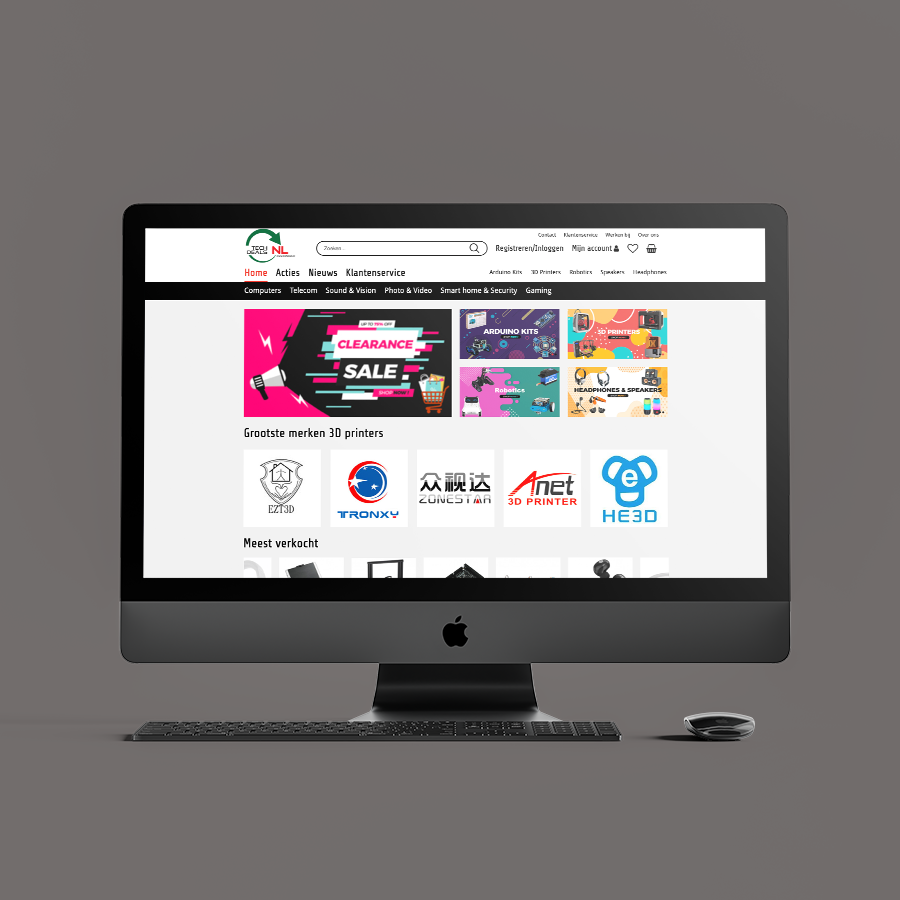 Contact Klantenservice Werken bij Over ons
TECH
DEALS NL
Zoeken..
Registreren/Inloggen Mijn account
Home Acties Nieuws Klantenservice
Arduino Kits 3D Printers Robotics Speakers Headphones
Computers Telecom Sound & Vision Photo & Video Smart home & Security Gaming
UP TO 75% OFF
CLEARANCE
SALE
SHOP NOW
ARDUINO KITS
3D PRINTERS
Robotics
HEADPHONES & SPEAKERS
Grootste merken 3D printers
EZT3D
TRONXY
众视达
ZONESTAR
Anet
3D PRINTER
e
HE3D
Meest verkocht